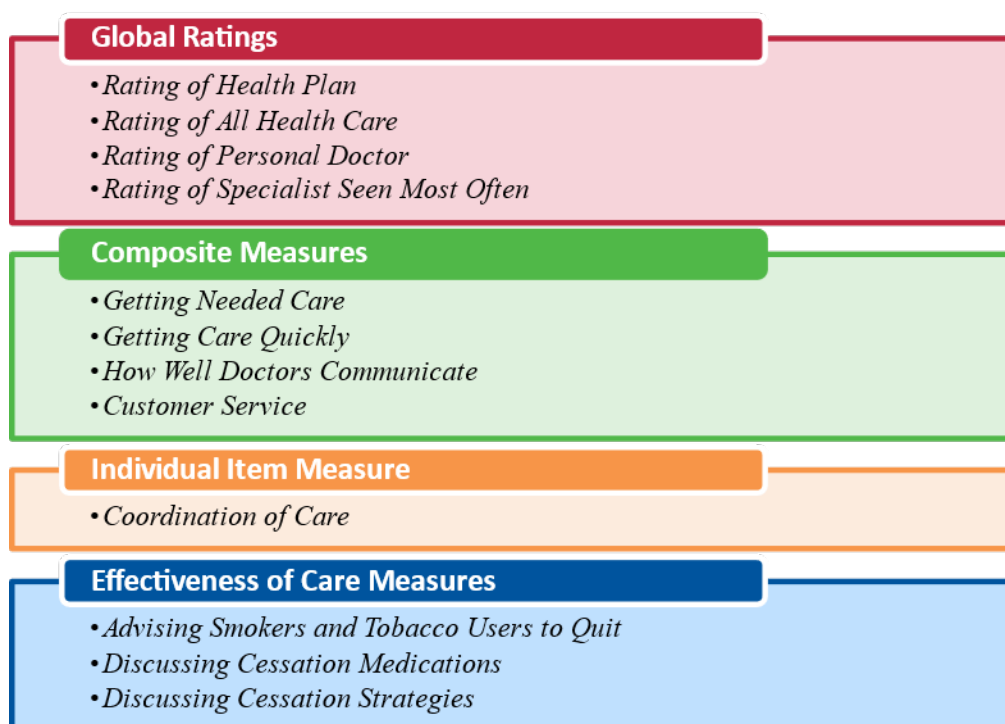 Global Ratings
•Rating of Health Plan
•Rating of All Health Care
•Rating of Personal Doctor
•Rating of Specialist Seen Most Often
Composite Measures
•Getting Needed Care
•Getting Care Quickly
•How Well Doctors Communicate
•Customer Service
Individual Item Measure
•Coordination of Care
Effectiveness of Care Measures
•Advising Smokers and Tobacco Users to Quit
•Discussing Cessation Medications
•Discussing Cessation Strategies